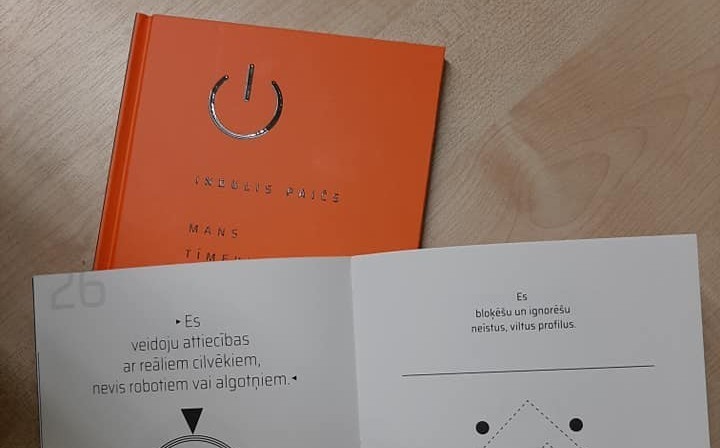 INDULIS PAIČS
MANS
26
▸ Es
veidoju attiecības
ar reāliem cilvēkiem,
nevis robotiem vai algotņiem.◂
Es
bloķēšu un ignorēšu
neistus, viltus profilus.